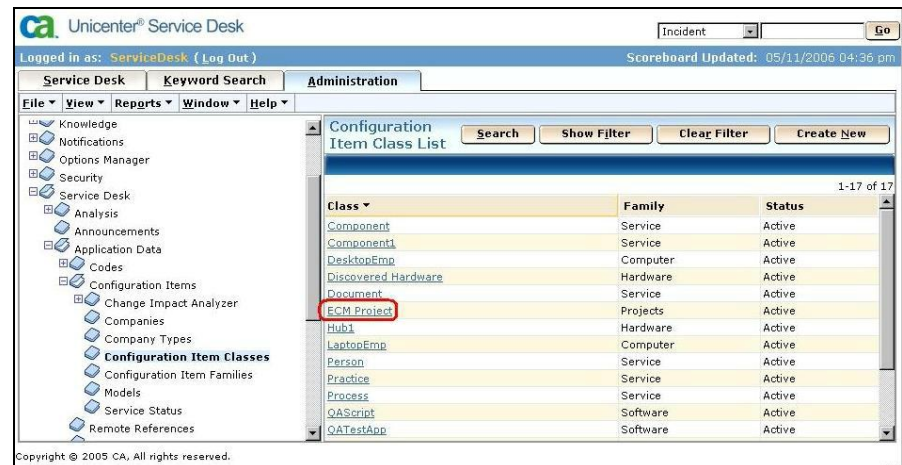 ca Unicenter® Service Desk
Incident Go
Logged in as: ServiceDesk ( Log Out )
Scoreboard Updated: 05/11/2006 04:36 pm
Service Desk Keyword Search Administration
File View Reports Window Help
Knowledge
Notifications
Options Manager
Security
Service Desk
Analysis
Announcements
Application Data
Codes
Configuration Items
Change Impact Analyzer
Companies
Company Types
Configuration Item Classes
Configuration Item Families
Models
Service Status
Remote References
Configuration
Item Class List
Search Show Filter Clear Filter Create New
1-17 of 17
Class Family Status
Component Service Active
Component1 Service Active
DesktopEmp Computer Active
Discovered Hardware Hardware Active
Document Service Active
ECM Project Projects Active
Hub1 Hardware Active
LaptopEmp Computer Active
Person Service Active
Practice Service Active
Process Service Active
QAScript Software Active
QATestApp Software Active
Copyright © 2005 CA, All rights reserved.